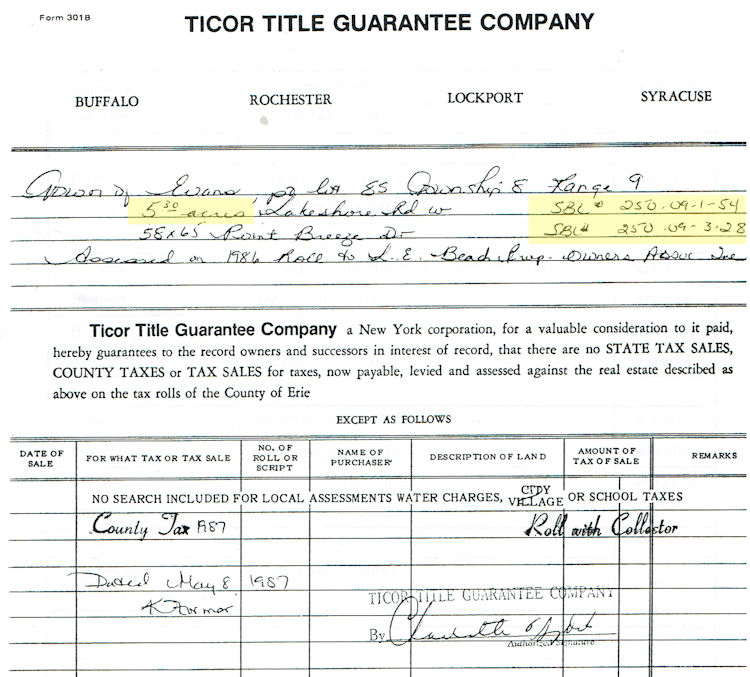 Form 301B
TICOR TITLE GUARANTEE COMPANY
BUFFALO ROCHESTER LOCKPORT SYRACUSE
Town of Evans, pt lot 85 Township 8 Range 9
5 30 acres Lakeshore Rd W SBL# 250.09-1-54
58x65 Point Breeze Dr SBL# 250.09-3-28
Assessed on 1986 Roll to L.E. Beach Prop. Owners Assoc Inc
Ticor Title Guarantee Company a New York corporation, for a valuable consideration to it paid,
hereby guarantees to the record owners and successors in interest of record, that there are no STATE TAX SALES,
COUNTY TAXES or TAX SALES for taxes, now payable, levied and assessed against the real estate described as
above on the tax rolls of the County of Erie
EXCEPT AS FOLLOWS
DATE OF SALE FOR WHAT TAX OR TAX SALE NO. OF ROLL OR SCRIPT NAME OF PURCHASER DESCRIPTION OF LAND AMOUNT OF TAX OF SALE REMARKS
NO SEARCH INCLUDED FOR LOCAL ASSESSMENTS WATER CHARGES, CITY VILLAGE OR SCHOOL TAXES
County Tax 1987 Roll with Collector
Dated May 8, 1987
TICOR TITLE GUARANTEE COMPANY
By
Authorized Signature